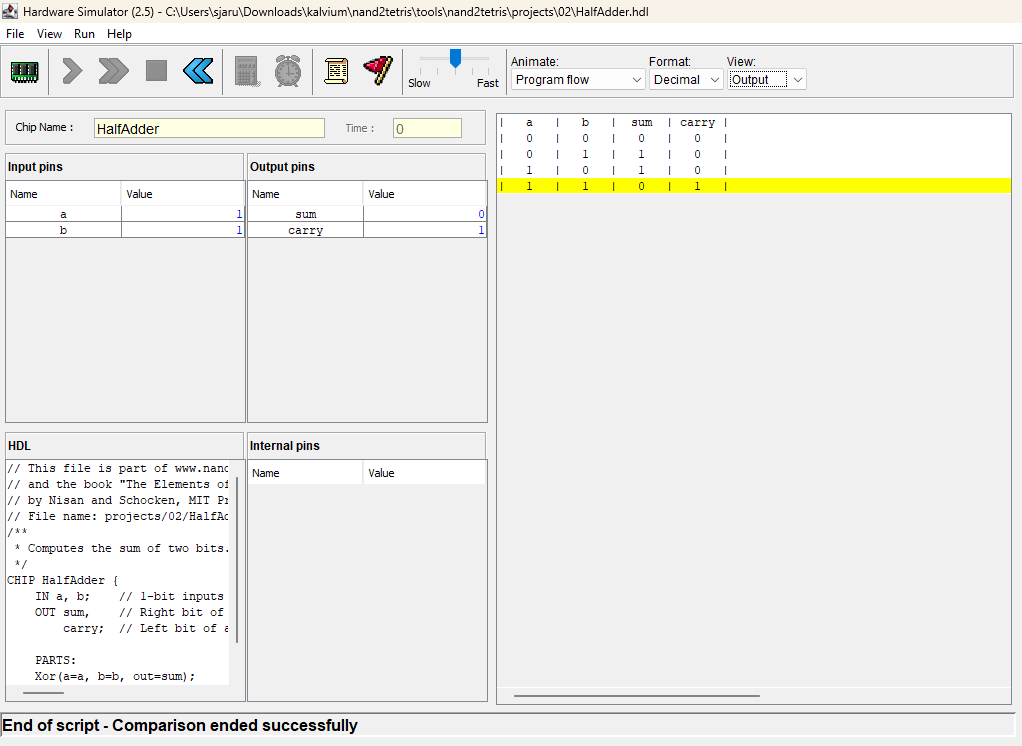 Hardware Simulator (2.5) - C:\Users\sjaru\Downloads\kalvium\nand2tetris\tools\nand2tetris\projects\02\HalfAdder.hdl
File View Run Help
Slow Fast
Animate: Format: View:
Program flow Decimal Output
Chip Name : HalfAdder Time : 0
Input pins
Name Value
a 1
b 1
Output pins
Name Value
sum 0
carry 1
HDL
// This file is part of www.nand
// and the book "The Elements of
// by Nisan and Schocken, MIT Pr
// File name: projects/02/HalfAd
/**
 * Computes the sum of two bits.
 */
CHIP HalfAdder {
    IN a, b;    // 1-bit inputs
    OUT sum,    // Right bit of
        carry;  // Left bit of a
    PARTS:
    Xor(a=a, b=b, out=sum);
Internal pins
Name Value
| a | b | sum | carry |
| 0 | 0 | 0 | 0 |
| 0 | 1 | 1 | 0 |
| 1 | 0 | 1 | 0 |
| 1 | 1 | 0 | 1 |
End of script - Comparison ended successfully